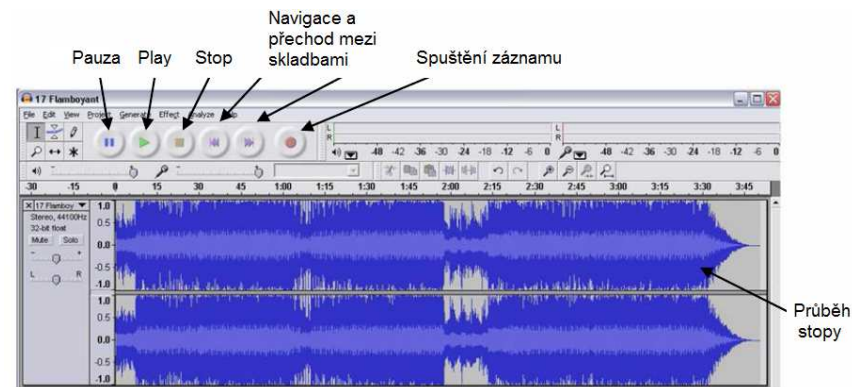 Navigace a
přechod mezi
skladbami
Pauza Play Stop Spuštění záznamu
17 Flamboyant
File Edit View Project Generate Effect Analyze
L
R
-48 -42 -36 -30 -24 -18 -12 -6 0
L
R
-48 -42 -36 -30 -24 -18 -12 -6 0
-30 -15 0 15 30 45 1:00 1:15 1:30 1:45 2:00 2:15 2:30 2:45 3:00 3:15 3:30 3:45
17 Flamboy
Stereo, 44100Hz
32-bit float
Mute Solo
- +
L R
1.0
0.5
0.0
-0.5
-1.0
1.0
0.5
0.0
-0.5
-1.0
Průběh
stopy